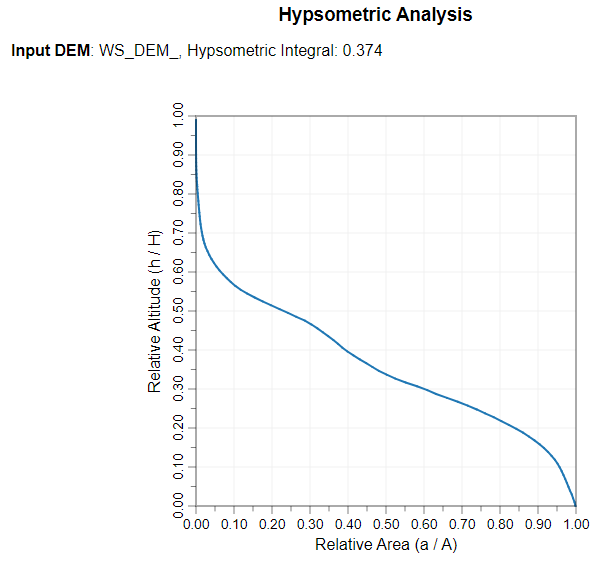 Hypsometric Analysis
Input DEM: WS_DEM_, Hypsometric Integral: 0.374
Relative Altitude (h / H)
1.00
0.90
0.80
0.70
0.60
0.50
0.40
0.30
0.20
0.10
0.00
0.00 0.10 0.20 0.30 0.40 0.50 0.60 0.70 0.80 0.90 1.00
Relative Area (a / A)